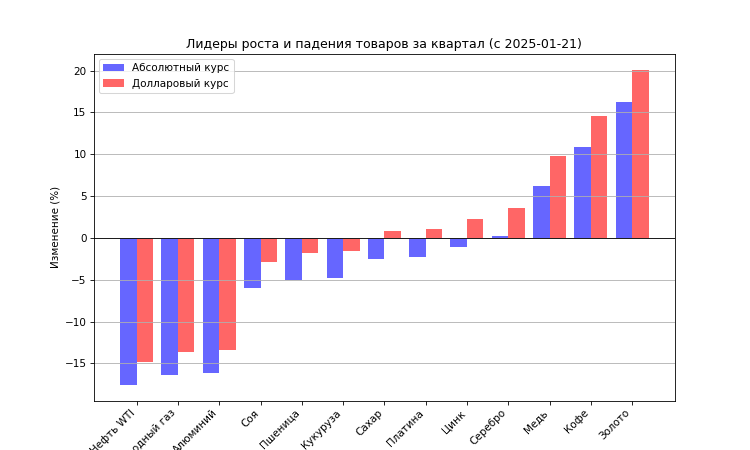 Лидеры роста и падения товаров за квартал (с 2025-01-21)
Абсолютный курс
Долларовый курс
Изменение (%)
20
15
10
5
0
−5
−10
−15
Нефть WTI
одный газ
Алюминий
Соя
Пшеница
Кукуруза
Сахар
Платина
Цинк
Серебро
Медь
Кофе
Золото